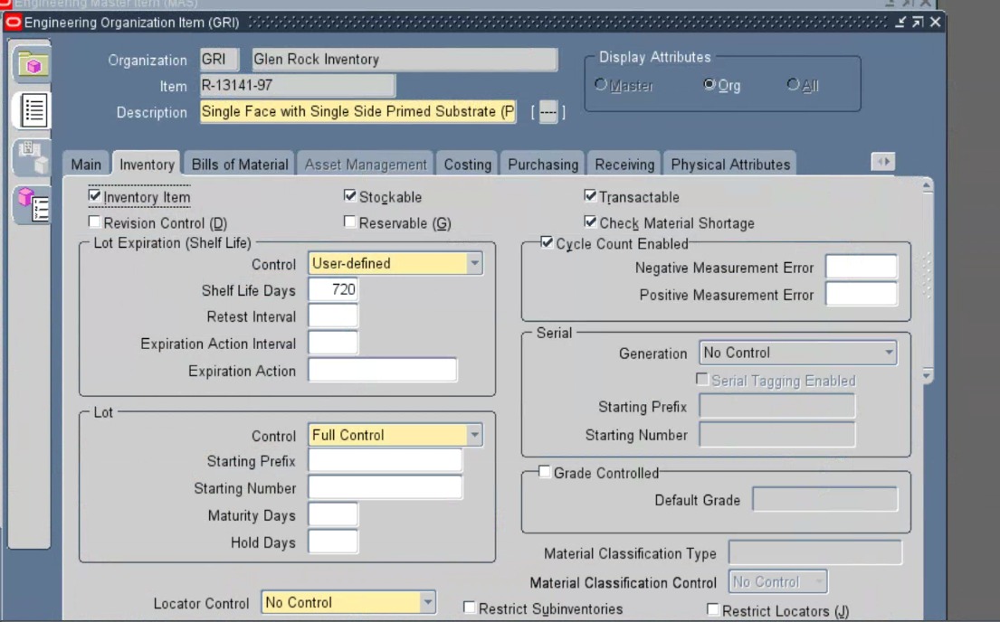 Engineering Master Item (MAS)
Engineering Organization Item (GRI)
Organization GRI Glen Rock Inventory
Item R-13141-97
Description Single Face with Single Side Primed Substrate (P [ ---- ]
Display Attributes
Master Org All
Main Inventory Bills of Material Asset Management Costing Purchasing Receiving Physical Attributes
Inventory Item Stockable Transactable
Revision Control (D) Reservable (G) Check Material Shortage
Lot Expiration (Shelf Life)
Control User-defined
Shelf Life Days 720
Retest Interval
Expiration Action Interval
Expiration Action
Cycle Count Enabled
Negative Measurement Error
Positive Measurement Error
Serial
Generation No Control
Serial Tagging Enabled
Starting Prefix
Starting Number
Lot
Control Full Control
Starting Prefix
Starting Number
Maturity Days
Hold Days
Grade Controlled
Default Grade
Material Classification Type
Material Classification Control No Control
Locator Control No Control Restrict Subinventories Restrict Locators (J)